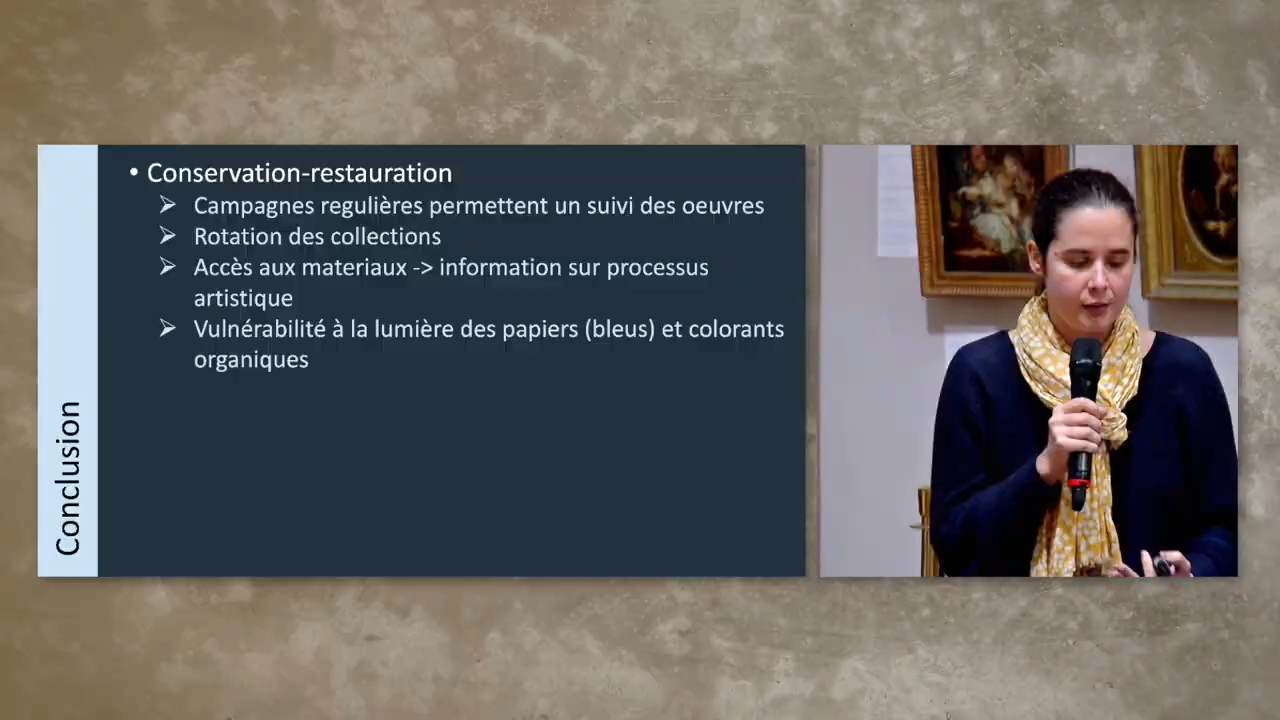 • Conservation-restauration
➢ Campagnes regulières permettent un suivi des oeuvres
➢ Rotation des collections
➢ Accès aux materiaux -> information sur processus
artistique
➢ Vulnérabilité à la lumière des papiers (bleus) et colorants
organiques
Conclusion